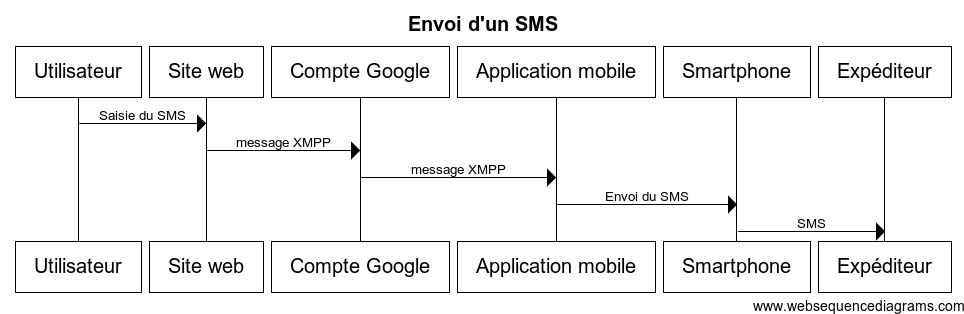 Envoi d'un SMS
Utilisateur Site web Compte Google Application mobile Smartphone Expéditeur
Saisie du SMS
message XMPP
message XMPP
Envoi du SMS
SMS
Utilisateur Site web Compte Google Application mobile Smartphone Expéditeur
www.websequencediagrams.com